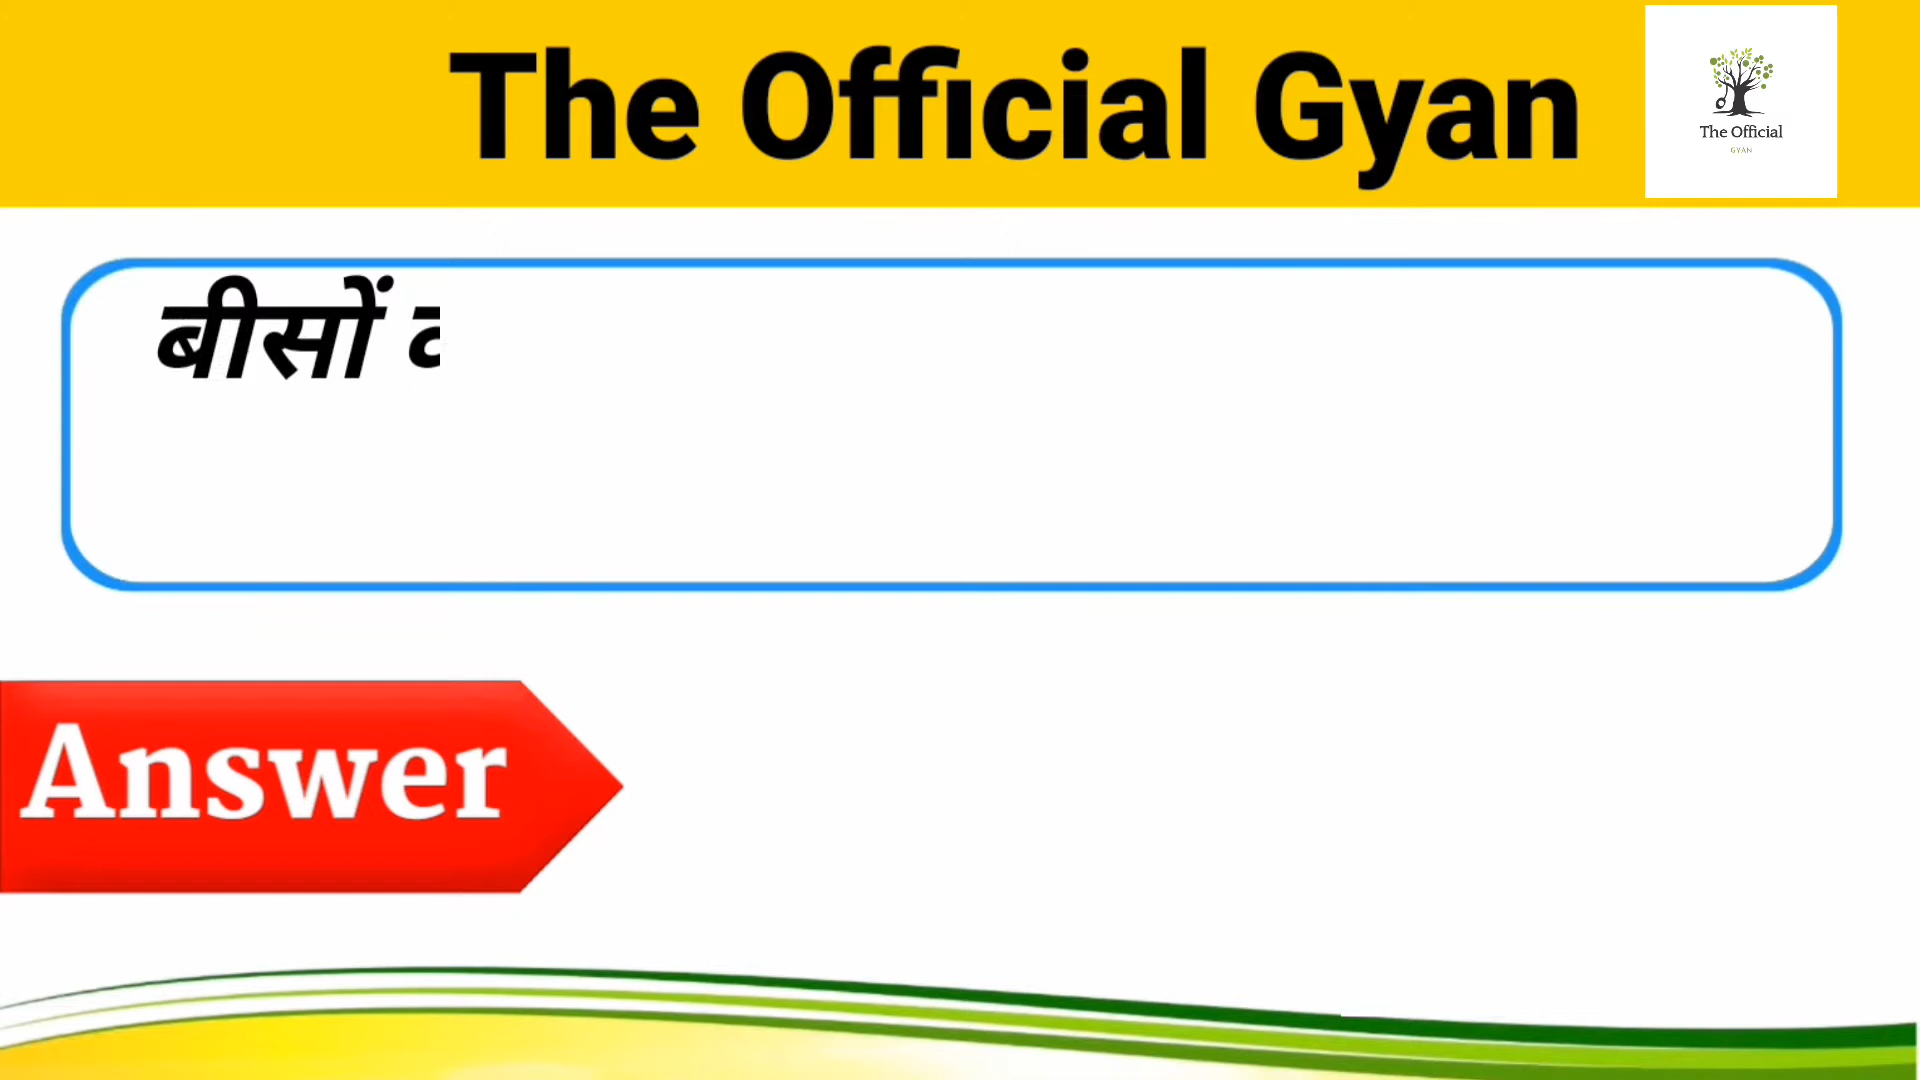 The Official Gyan
The Official
GYAN
बीसों
Answer